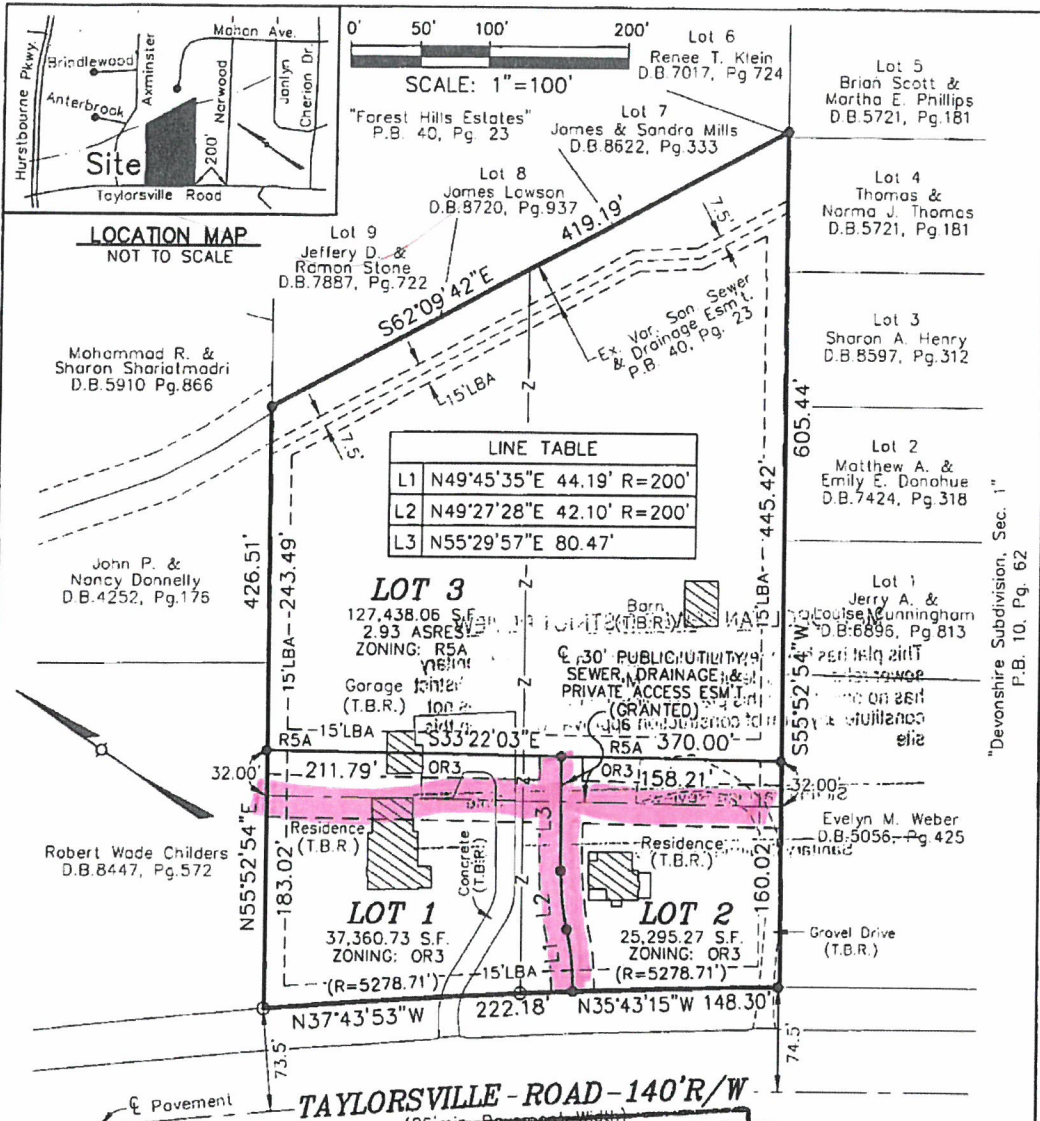 Hurstbourne Pkwy.
Brindlewood
Anterbrook
Axminster
Mahan Ave.
Norwood
Janlyn
Cherian Dr.
Site
200'
Taylorsville Road
LOCATION MAP
NOT TO SCALE
0' 50' 100' 200'
SCALE: 1"=100'
"Forest Hills Estates"
P.B. 40, Pg. 23
Lot 6
Renee T. Klein
D.B.7017, Pg 724
Lot 7
James & Sandra Mills
D.B.8622, Pg.333
Lot 8
James Lawson
D.B.8720, Pg.937
Lot 9
Jeffery D. &
Ramon Stone
D.B.7887, Pg.722
Lot 5
Brian Scott &
Martha E. Phillips
D.B.5721, Pg.181
Lot 4
Thomas &
Norma J. Thomas
D.B.5721, Pg.181
Lot 3
Sharon A. Henry
D.B.8597, Pg.312
Lot 2
Matthew A. &
Emily E. Donohue
D.B.7424, Pg.318
Lot 1
Jerry A. &
Louise Cunningham
D.B.6896, Pg 813
"Devonshire Subdivision, Sec. 1"
P.B. 10, Pg. 62
Evelyn M. Weber
D.B.5056, Pg.425
Gravel Drive
(T.B.R.)
Mohammad R. &
Sharon Shariatmadri
D.B.5910 Pg.866
John P. &
Nancy Donnelly
D.B.4252, Pg.176
Robert Wade Childers
D.B.8447, Pg.572
S62°09'42"E
419.19'
7.5'
Ex. Var. San Sewer
& Drainage Esm't.
P.B. 40, Pg. 23
15'LBA
7.5'
LINE TABLE
L1 N49°45'35"E 44.19' R=200'
L2 N49°27'28"E 42.10' R=200'
L3 N55°29'57"E 80.47'
426.51'
243.49'
15'LBA
605.44'
445.42'
15'LBA
LOT 3
127,438.06 S.F.
2.93 ASRES
ZONING: R5A
Barn
(T.B.R.)
Garage
(T.B.R.)
℄ 30' PUBLIC UTILITY,
SEWER, DRAINAGE, &
PRIVATE ACCESS ESM'T.
(GRANTED)
S55°52'54"W
R5A
15'LBA
S33°22'03"E
R5A
370.00'
OR3
OR3
32.00'
211.79'
158.21'
32.00'
N55°52'54"E
183.02'
160.02'
Residence
(T.B.R.)
Concrete
(T.B.R.)
Residence
(T.B.R.)
L3
L2
L1
LOT 1
37,360.73 S.F.
ZONING: OR3
(R=5278.71')
LOT 2
25,295.27 S.F.
ZONING: OR3
15'LBA
(R=5278.71')
N37°43'53"W
222.18'
N35°43'15"W 148.30'
73.5'
74.5'
℄ Pavement
TAYLORSVILLE ROAD-140'R/W